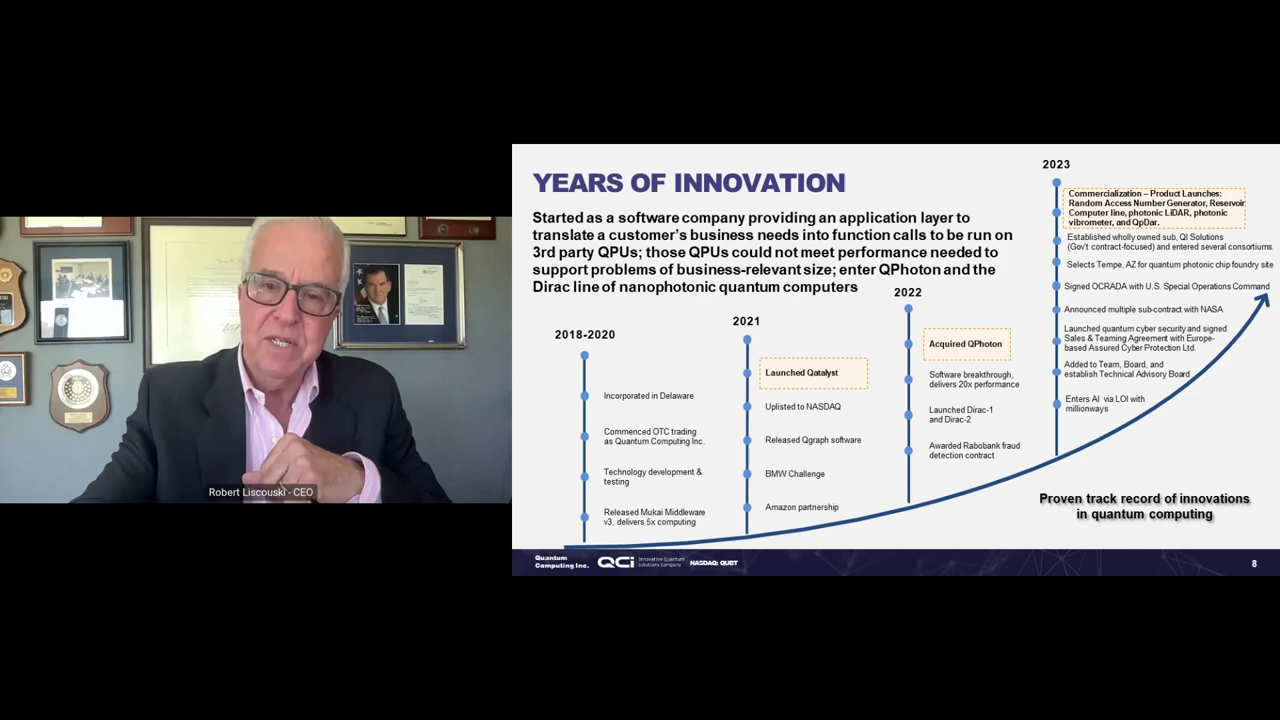 Robert Liscouski - CEO
YEARS OF INNOVATION
Started as a software company providing an application layer to
translate a customer's business needs into function calls to be run on
3rd party QPUs; those QPUs could not meet performance needed to
support problems of business-relevant size; enter QPhoton and the
Dirac line of nanophotonic quantum computers
2018-2020
Incorporated in Delaware
Commenced OTC trading
as Quantum Computing Inc.
Technology development &
testing
Released Mukai Middleware
v3, delivers 5x computing
2021
Launched Qatalyst
Uplisted to NASDAQ
Released Qgraph software
BMW Challenge
Amazon partnership
2022
Acquired QPhoton
Software breakthrough,
delivers 20x performance
Launched Dirac-1
and Dirac-2
Awarded Rabobank fraud
detection contract
2023
Commercialization – Product Launches:
Random Access Number Generator, Reservoir
Computer line, photonic LiDAR, photonic
vibrometer, and QpDar.
Established wholly owned sub, QI Solutions
(Gov't contract-focused) and entered several consortiums.
Selects Tempe, AZ for quantum photonic chip foundry site
Signed OCRADA with U.S. Special Operations Command
Announced multiple sub-contract with NASA
Launched quantum cyber security and signed
Sales & Teaming Agreement with Europe-
based Assured Cyber Protection Ltd.
Added to Team, Board, and
establish Technical Advisory Board
Enters AI via LOI with
millionways
Proven track record of innovations
in quantum computing
Quantum
Computing Inc.
QCi
Innovative Quantum
Solutions Company
NASDAQ: QUBT
8